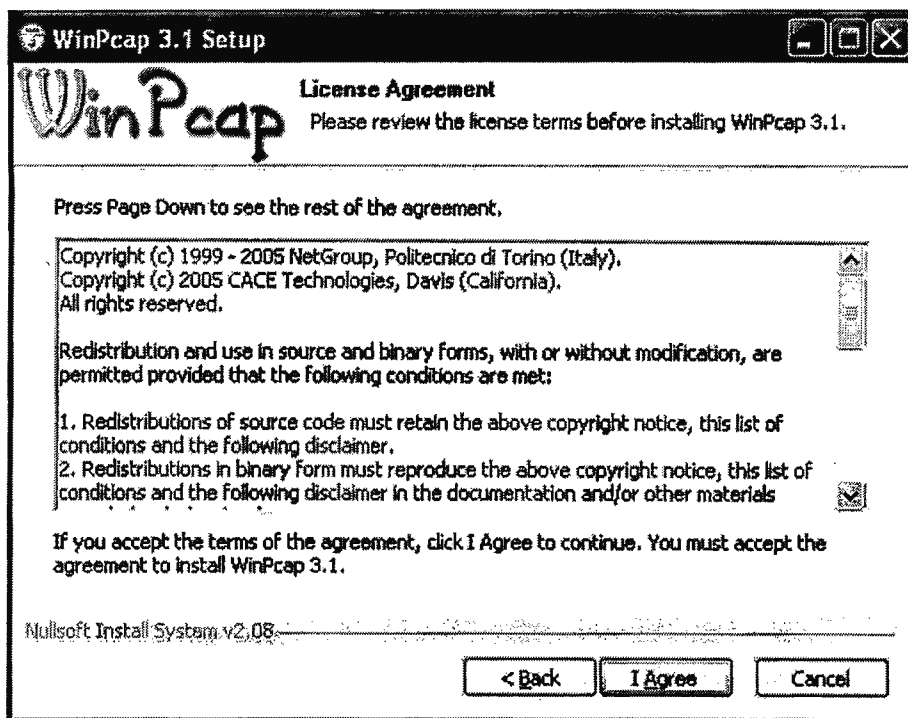 WinPcap 3.1 Setup
WinPcap
License Agreement
Please review the license terms before installing WinPcap 3.1.
Press Page Down to see the rest of the agreement.
Copyright (c) 1999 - 2005 NetGroup, Politecnico di Torino (Italy).
Copyright (c) 2005 CACE Technologies, Davis (California).
All rights reserved.
Redistribution and use in source and binary forms, with or without modification, are
permitted provided that the following conditions are met:
1. Redistributions of source code must retain the above copyright notice, this list of
conditions and the following disclaimer.
2. Redistributions in binary form must reproduce the above copyright notice, this list of
conditions and the following disclaimer in the documentation and/or other materials
If you accept the terms of the agreement, click I Agree to continue. You must accept the
agreement to install WinPcap 3.1.
Nullsoft Install System v2.08
< Back
I Agree
Cancel